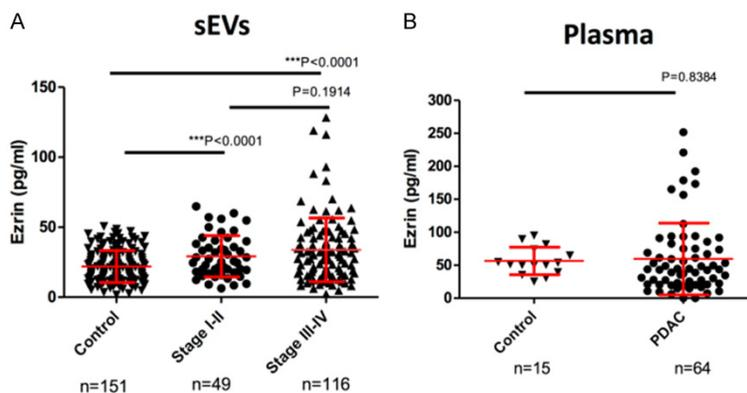 A
sEVs
***P<0.0001
P=0.1914
***P<0.0001
Ezrin (pg/ml)
150
100
50
0
Control
Stage I-II
Stage III-IV
n=151
n=49
n=116
B
Plasma
P=0.8384
Ezrin (pg/ml)
300
250
200
150
100
50
0
Control
PDAC
n=15
n=64